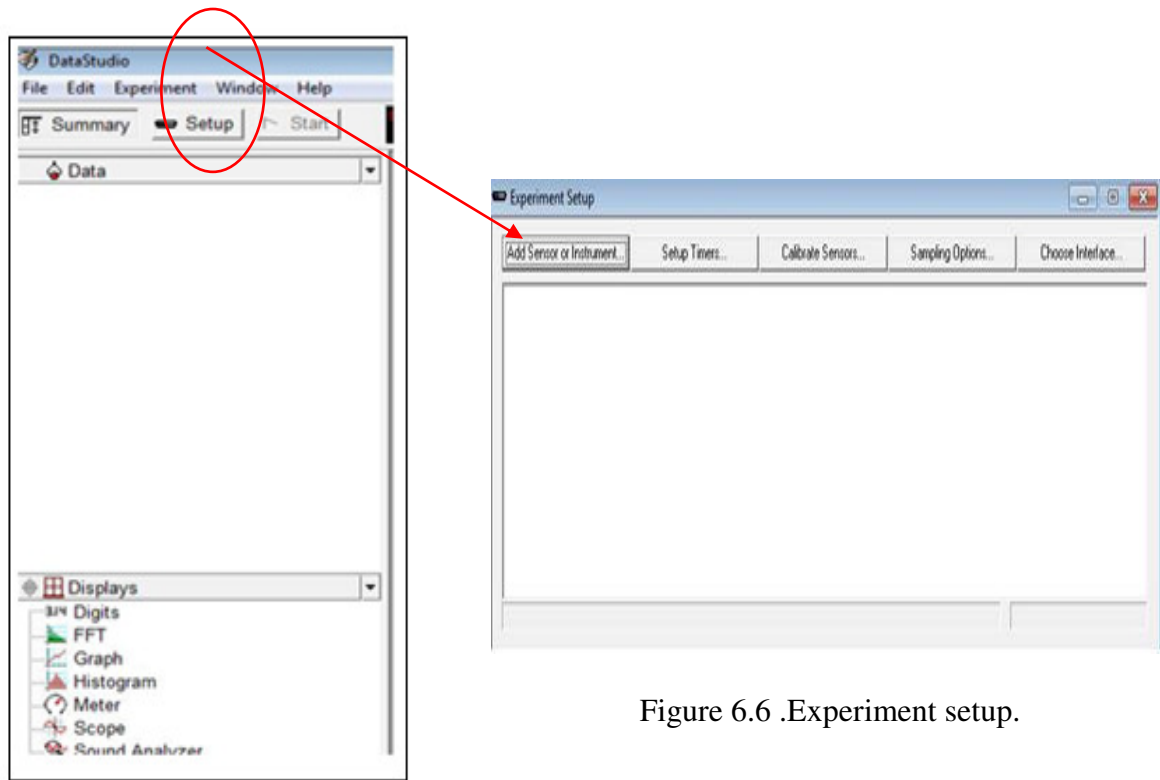 DataStudio
File Edit Experiment Window Help
Summary Setup Start
Data
Displays
Digits
FFT
Graph
Histogram
Meter
Scope
Sound Analyzer
Experiment Setup
Add Sensor or Instrument... Setup Timers... Calibrate Sensors... Sampling Options... Choose Interface...
Figure 6.6 .Experiment setup.